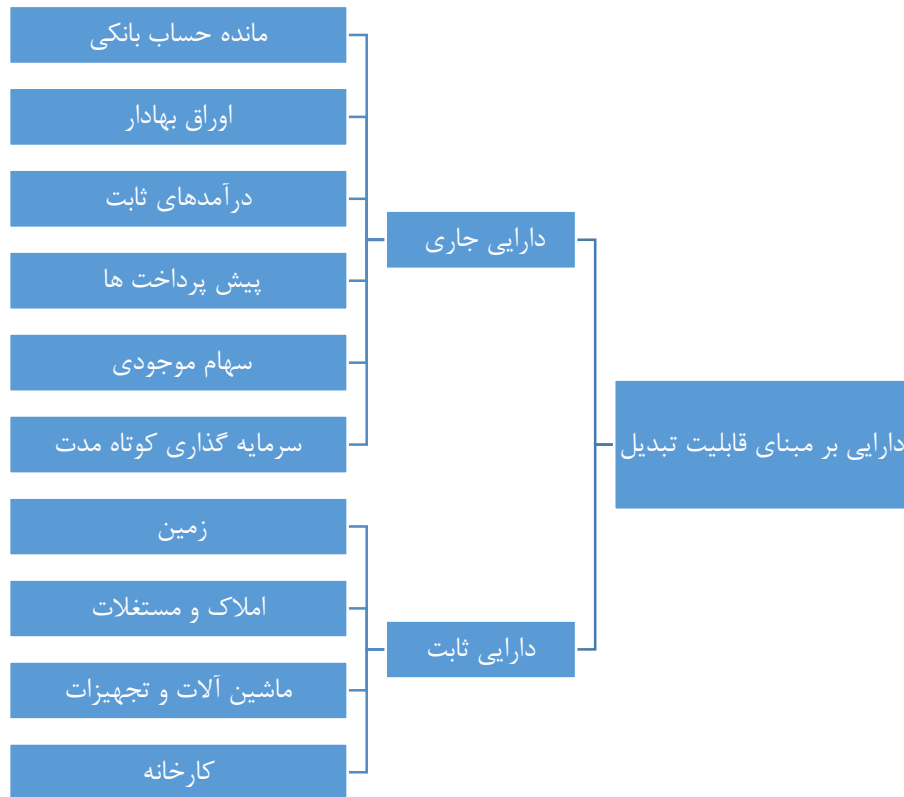 دارایی بر مبنای قابلیت تبدیل
دارایی جاری
مانده حساب بانکی
اوراق بهادار
درآمدهای ثابت
پیش پرداخت ها
سهام موجودی
سرمایه گذاری کوتاه مدت
دارایی ثابت
زمین
املاک و مستغلات
ماشین آلات و تجهیزات
کارخانه